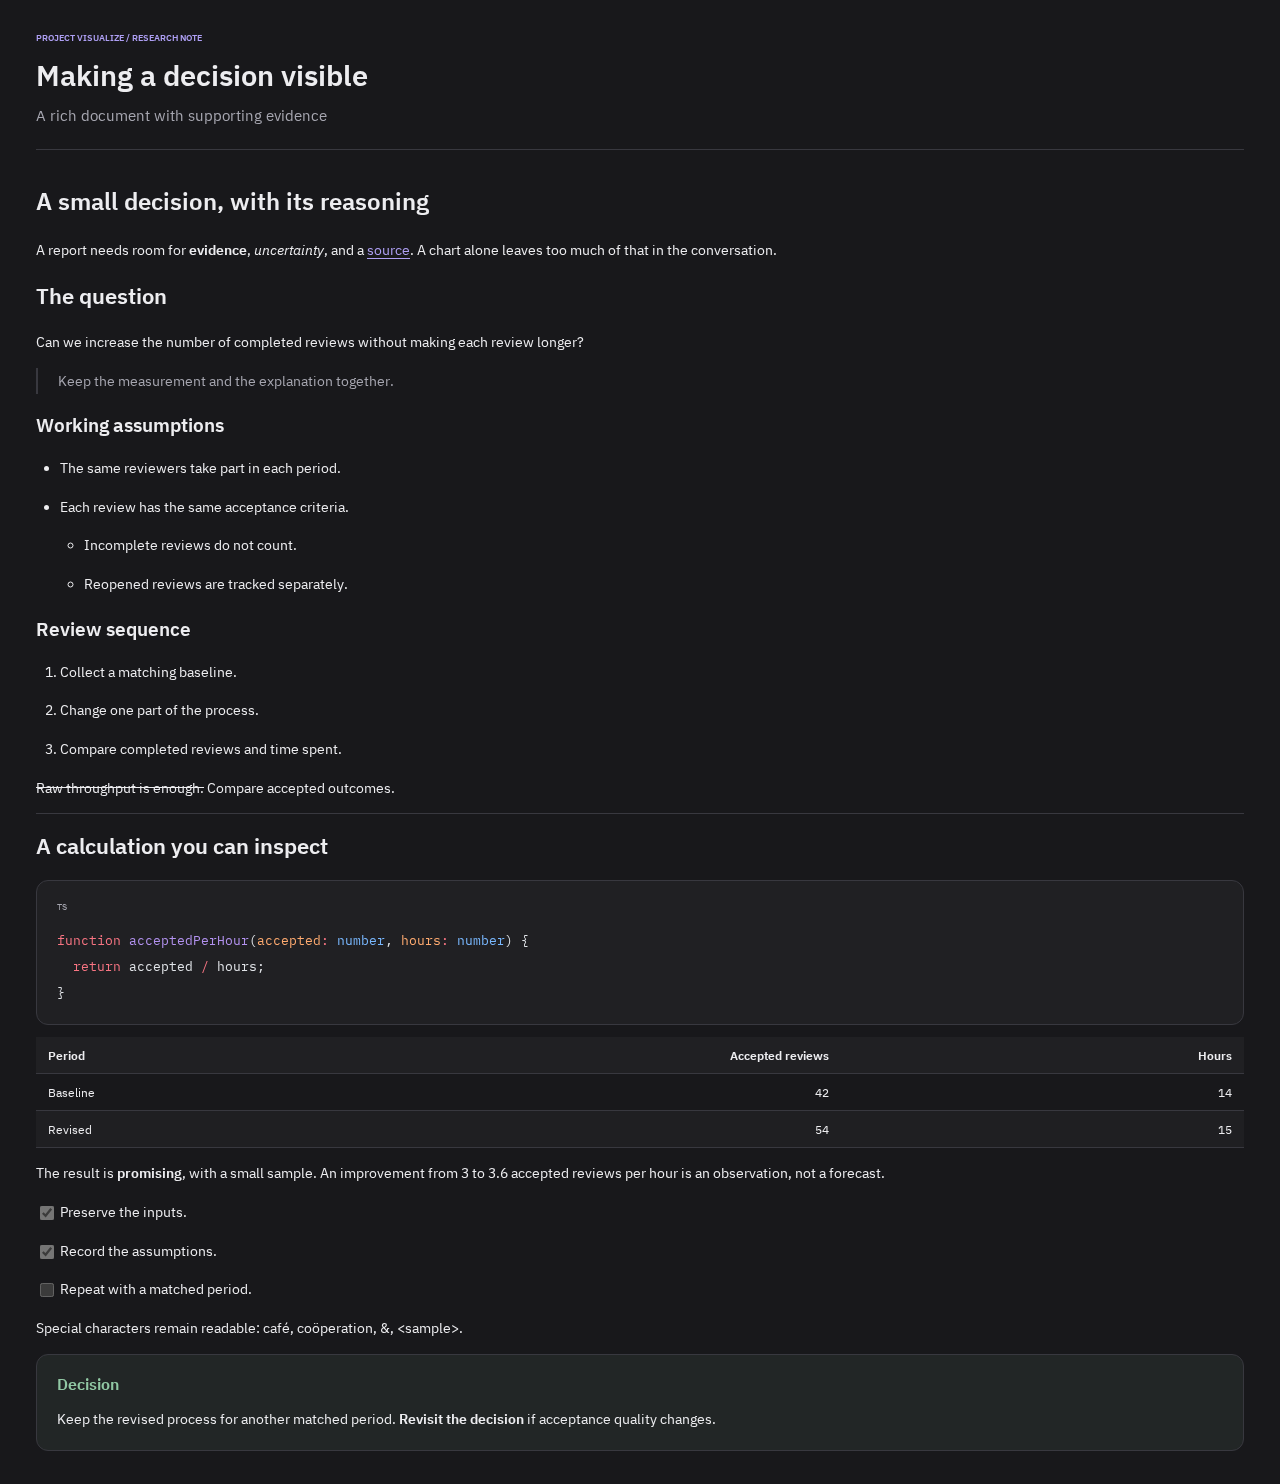 PROJECT VISUALIZE / RESEARCH NOTE
Making a decision visible
A rich document with supporting evidence
A small decision, with its reasoning
A report needs room for evidence, uncertainty, and a source. A chart alone leaves too much of that in the conversation.
The question
Can we increase the number of completed reviews without making each review longer?
Keep the measurement and the explanation together.
Working assumptions
• The same reviewers take part in each period.
• Each review has the same acceptance criteria.
◦ Incomplete reviews do not count.
◦ Reopened reviews are tracked separately.
Review sequence
1. Collect a matching baseline.
2. Change one part of the process.
3. Compare completed reviews and time spent.
Raw throughput is enough. Compare accepted outcomes.
A calculation you can inspect
TS
function acceptedPerHour(accepted: number, hours: number) {
  return accepted / hours;
}
Period Accepted reviews Hours
Baseline 42 14
Revised 54 15
The result is promising, with a small sample. An improvement from 3 to 3.6 accepted reviews per hour is an observation, not a forecast.
Preserve the inputs.
Record the assumptions.
Repeat with a matched period.
Special characters remain readable: café, coöperation, &, <sample>.
Decision
Keep the revised process for another matched period. Revisit the decision if acceptance quality changes.